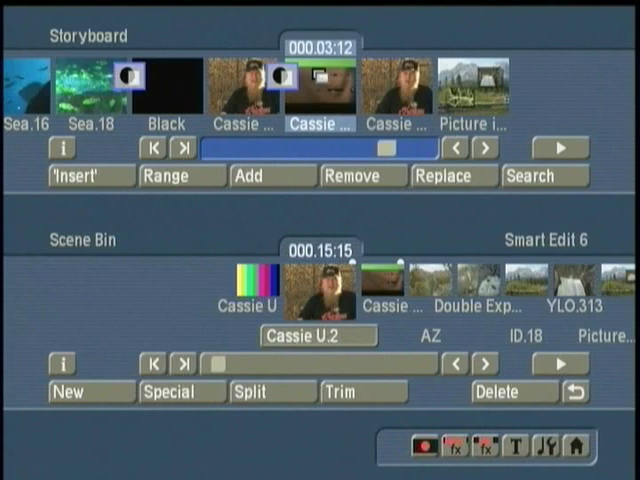 Storyboard
000.03:12
Sea.16 Sea.18 Black Cassie ... Cassie ... Cassie ... Picture i...
i
'Insert' Range Add Remove Replace Search
Scene Bin 000.15:15 Smart Edit 6
Cassie U Cassie ... Double Exp... YLO.313
Cassie U.2 AZ ID.18 Picture...
i
New Special Split Trim Delete
fx fx T